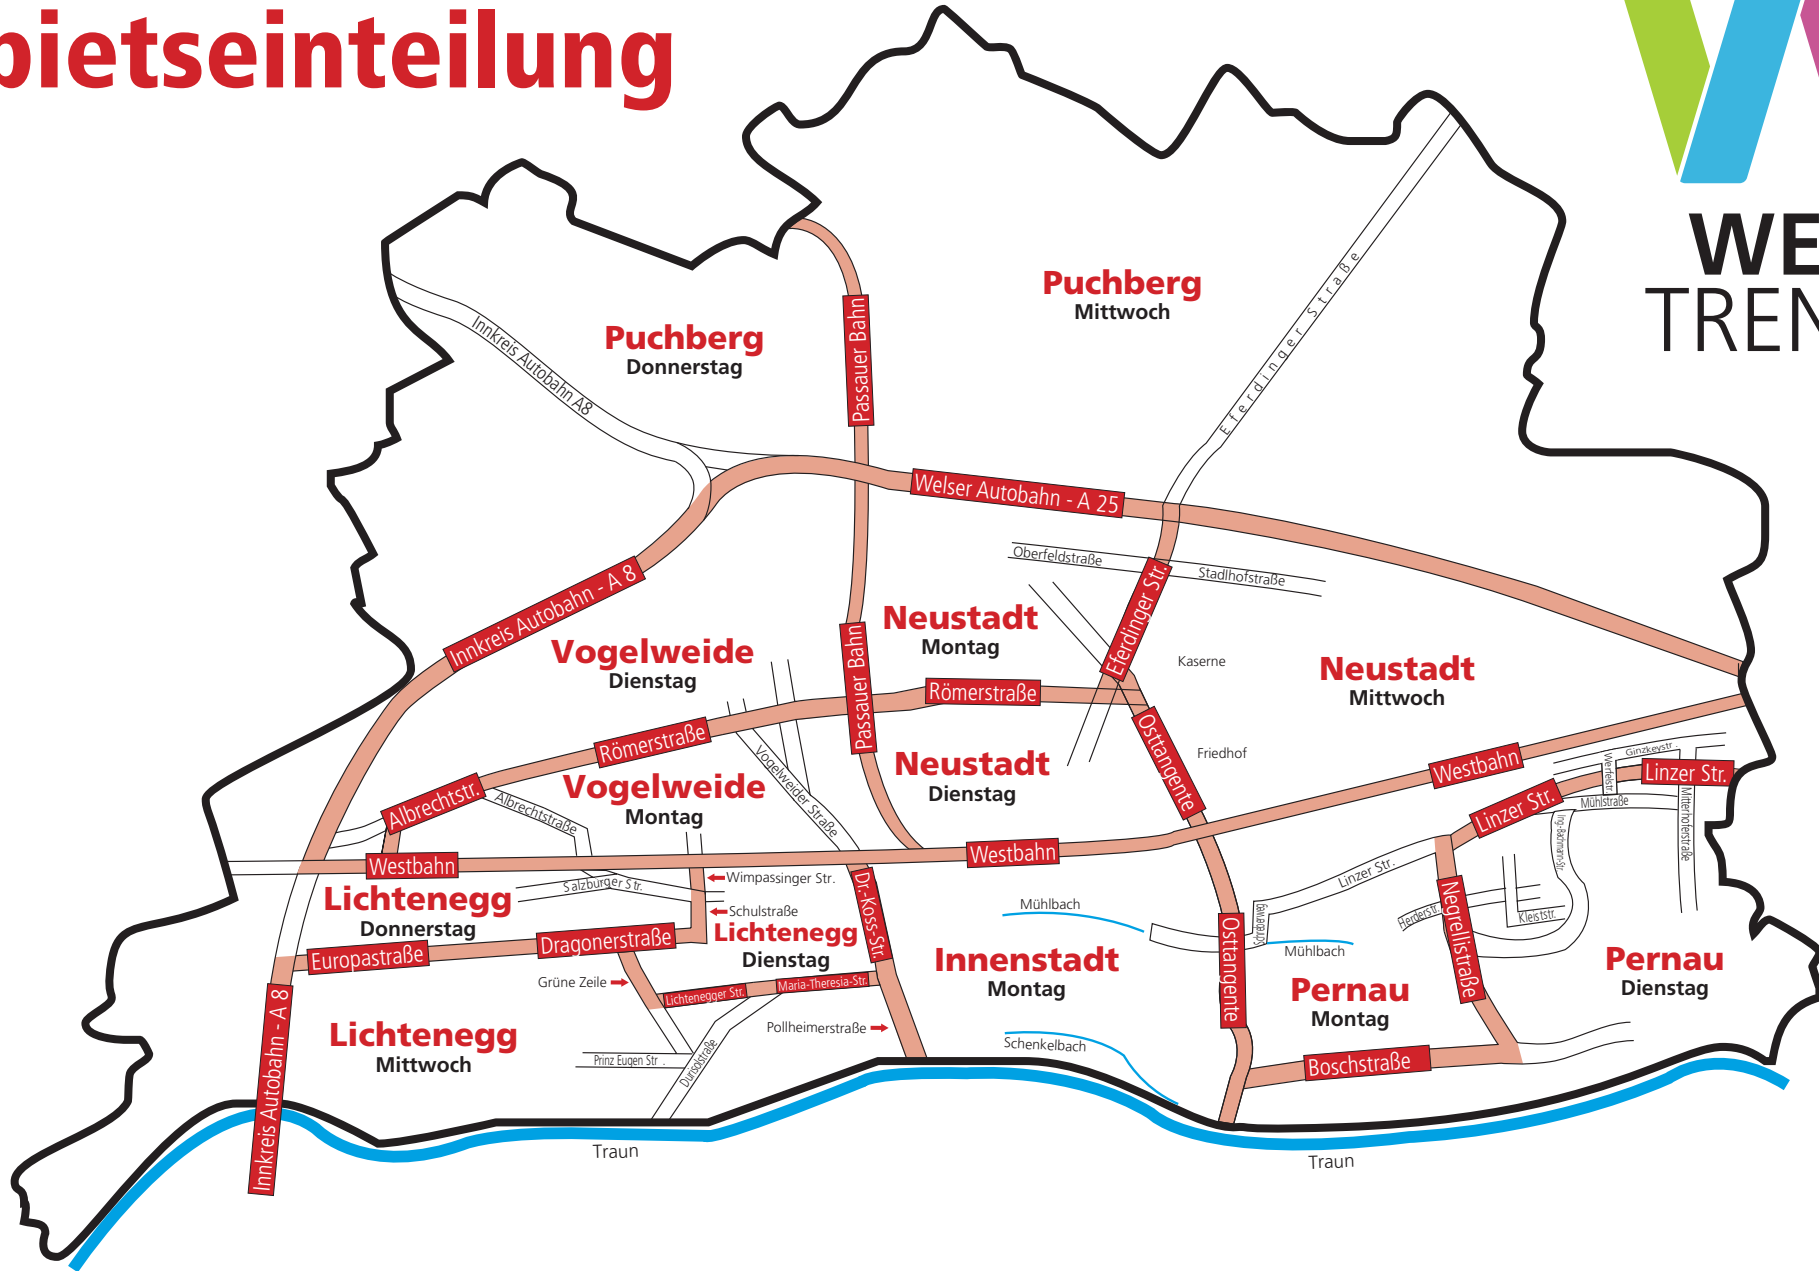 bietseinteilung
WE
TREN
Puchberg
Mittwoch
Puchberg
Donnerstag
Innkreis Autobahn A8
Passauer Bahn
Eferdinger Straße
Welser Autobahn - A 25
Innkreis Autobahn - A 8
Oberfeldstraße
Stadlhofstraße
Eferdinger Str.
Neustadt
Montag
Vogelweide
Dienstag
Passauer Bahn
Kaserne
Neustadt
Mittwoch
Römerstraße
Römerstraße
Osttangente
Friedhof
Vogelweider Straße
Neustadt
Dienstag
Vogelweide
Montag
Albrechtstr.
Albrechtstraße
Westbahn
Westbahn
Westbahn
Ginzkeystr.
Werfelstr.
Linzer Str.
Linzer Str.
Mühlstraße
Mitterhoferstraße
Ing.-Bachmann-Str.
Linzer Str.
Salzburger Str.
Wimpassinger Str.
Schulstraße
Dr.-Koss-Str.
Lichtenegg
Donnerstag
Europastraße
Dragonerstraße
Lichtenegg
Dienstag
Grüne Zeile
Lichtenegger Str.
Maria-Theresia-Str.
Pollheimerstraße
Mühlbach
Innenstadt
Montag
Schenkelbach
Osttangente
Mühlbach
Herderstr.
Kleiststr.
Negrellistraße
Pernau
Montag
Pernau
Dienstag
Boschstraße
Innkreis Autobahn - A 8
Lichtenegg
Mittwoch
Prinz Eugen Str.
Durisolstraße
Traun
Traun